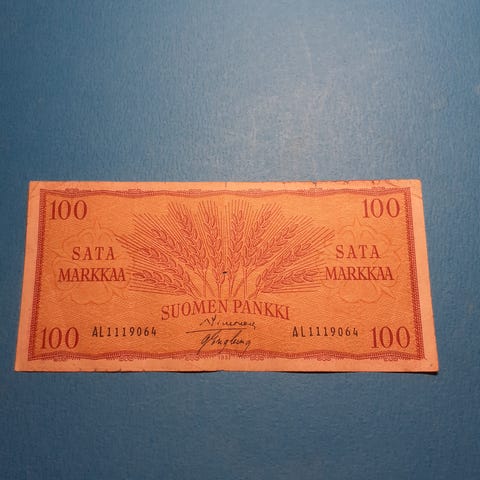 100 100
SATA SATA
MARKKAA MARKKAA
SUOMEN PANKKI
AL1119064 AL1119064
100 100